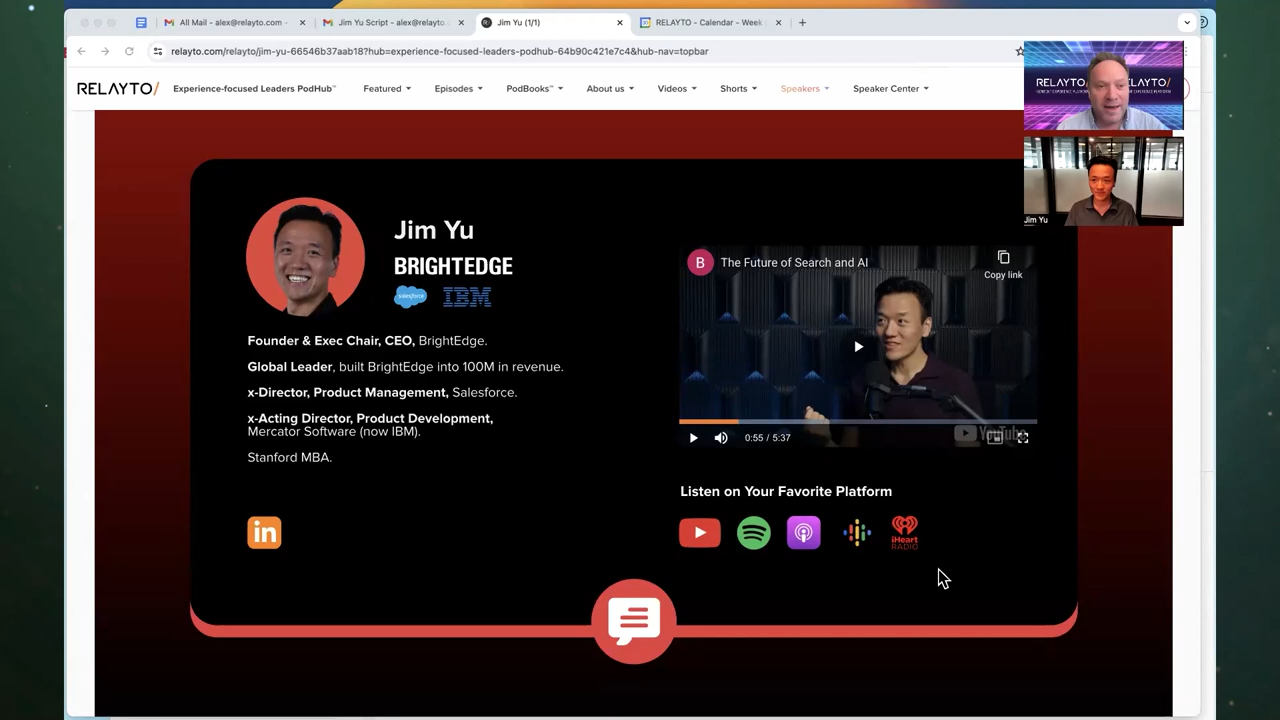 All Mail - alex@relayto.com -
Jim Yu Script - alex@relayto.c
Jim Yu (1/1)
RELAYTO - Calendar - Week
relayto.com/relayto/jim-yu-66546b37aab18?hub=experience-focused-leaders-podhub-64b90c421e7c4&hub-nav=topbar
RELAYTO/
Experience-focused Leaders PodHub™
Featured
Episodes
PodBooks™
About us
Videos
Shorts
Speakers
Speaker Center
RELAYTO/
LAYTO/
Jim Yu
Jim Yu
BRIGHTEDGE
salesforce
IBM
Founder & Exec Chair, CEO, BrightEdge.
Global Leader, built BrightEdge into 100M in revenue.
x-Director, Product Management, Salesforce.
x-Acting Director, Product Development,
Mercator Software (now IBM).
Stanford MBA.
in
B
The Future of Search and AI
Copy link
0:55 / 5:37
YouTube
Listen on Your Favorite Platform
iHeart
RADIO